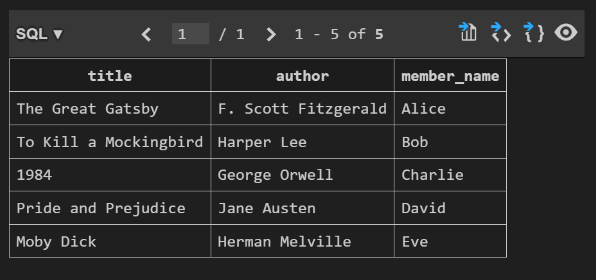 SQL ▼ < 1 / 1 > 1 - 5 of 5
title author member_name
The Great Gatsby F. Scott Fitzgerald Alice
To Kill a Mockingbird Harper Lee Bob
1984 George Orwell Charlie
Pride and Prejudice Jane Austen David
Moby Dick Herman Melville Eve